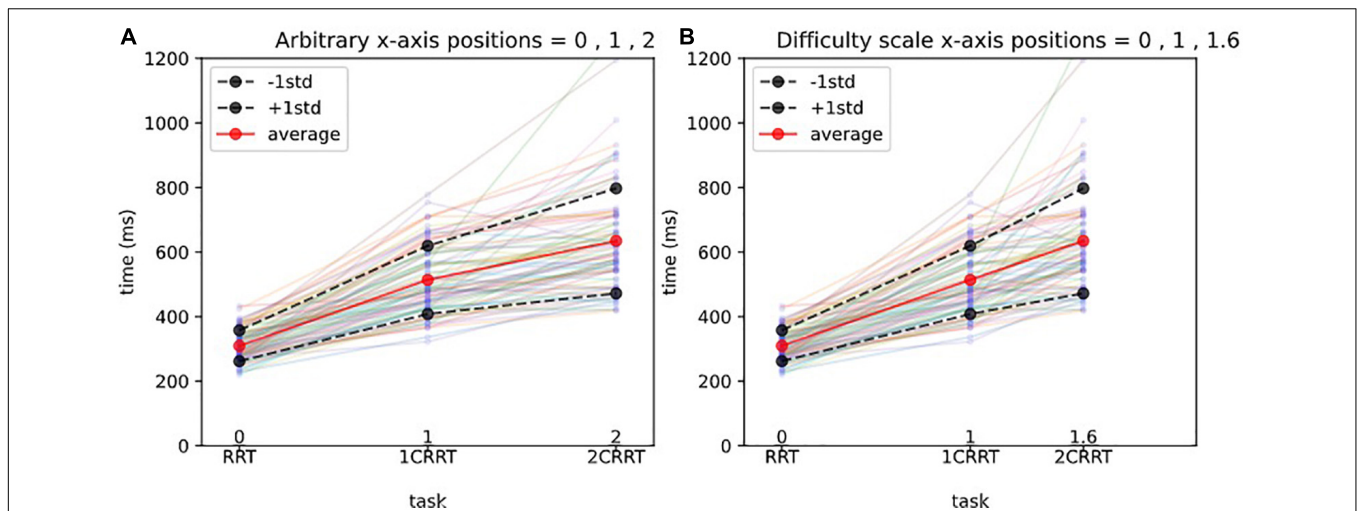 A
Arbitrary x-axis positions = 0 , 1 , 2
-1std
+1std
average
time (ms)
1200
1000
800
600
400
200
0
0
1
2
RRT
1CRRT
2CRRT
task
B
Difficulty scale x-axis positions = 0 , 1 , 1.6
-1std
+1std
average
time (ms)
1200
1000
800
600
400
200
0
0
1
1.6
RRT
1CRRT
2CRRT
task